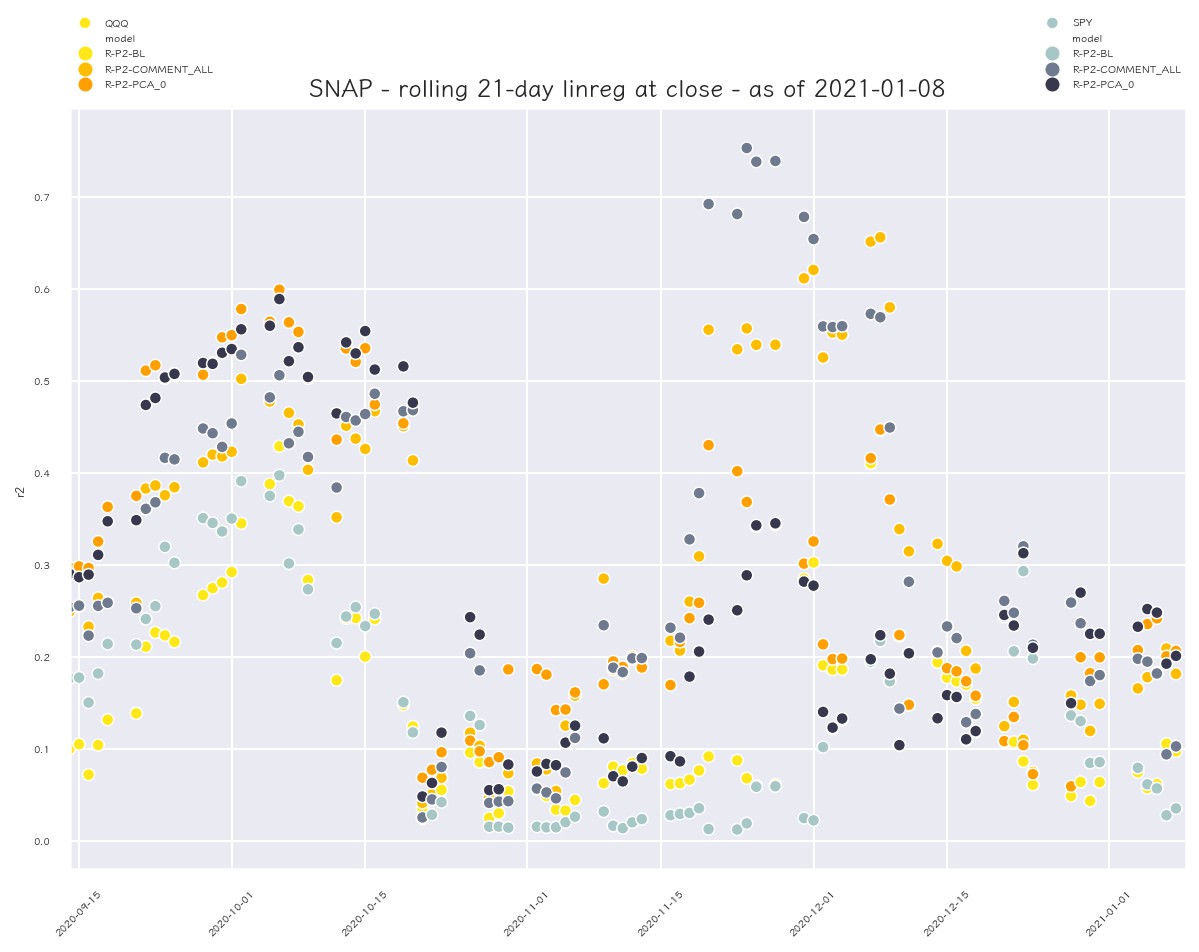 QQQ
model
R-P2-BL
R-P2-COMMENT_ALL
R-P2-PCA_0
SPY
model
R-P2-BL
R-P2-COMMENT_ALL
R-P2-PCA_0
SNAP - rolling 21-day linreg at close - as of 2021-01-08
r2
0.7
0.6
0.5
0.4
0.3
0.2
0.1
0.0
2020-09-15
2020-10-01
2020-10-15
2020-11-01
2020-11-15
2020-12-01
2020-12-15
2021-01-01